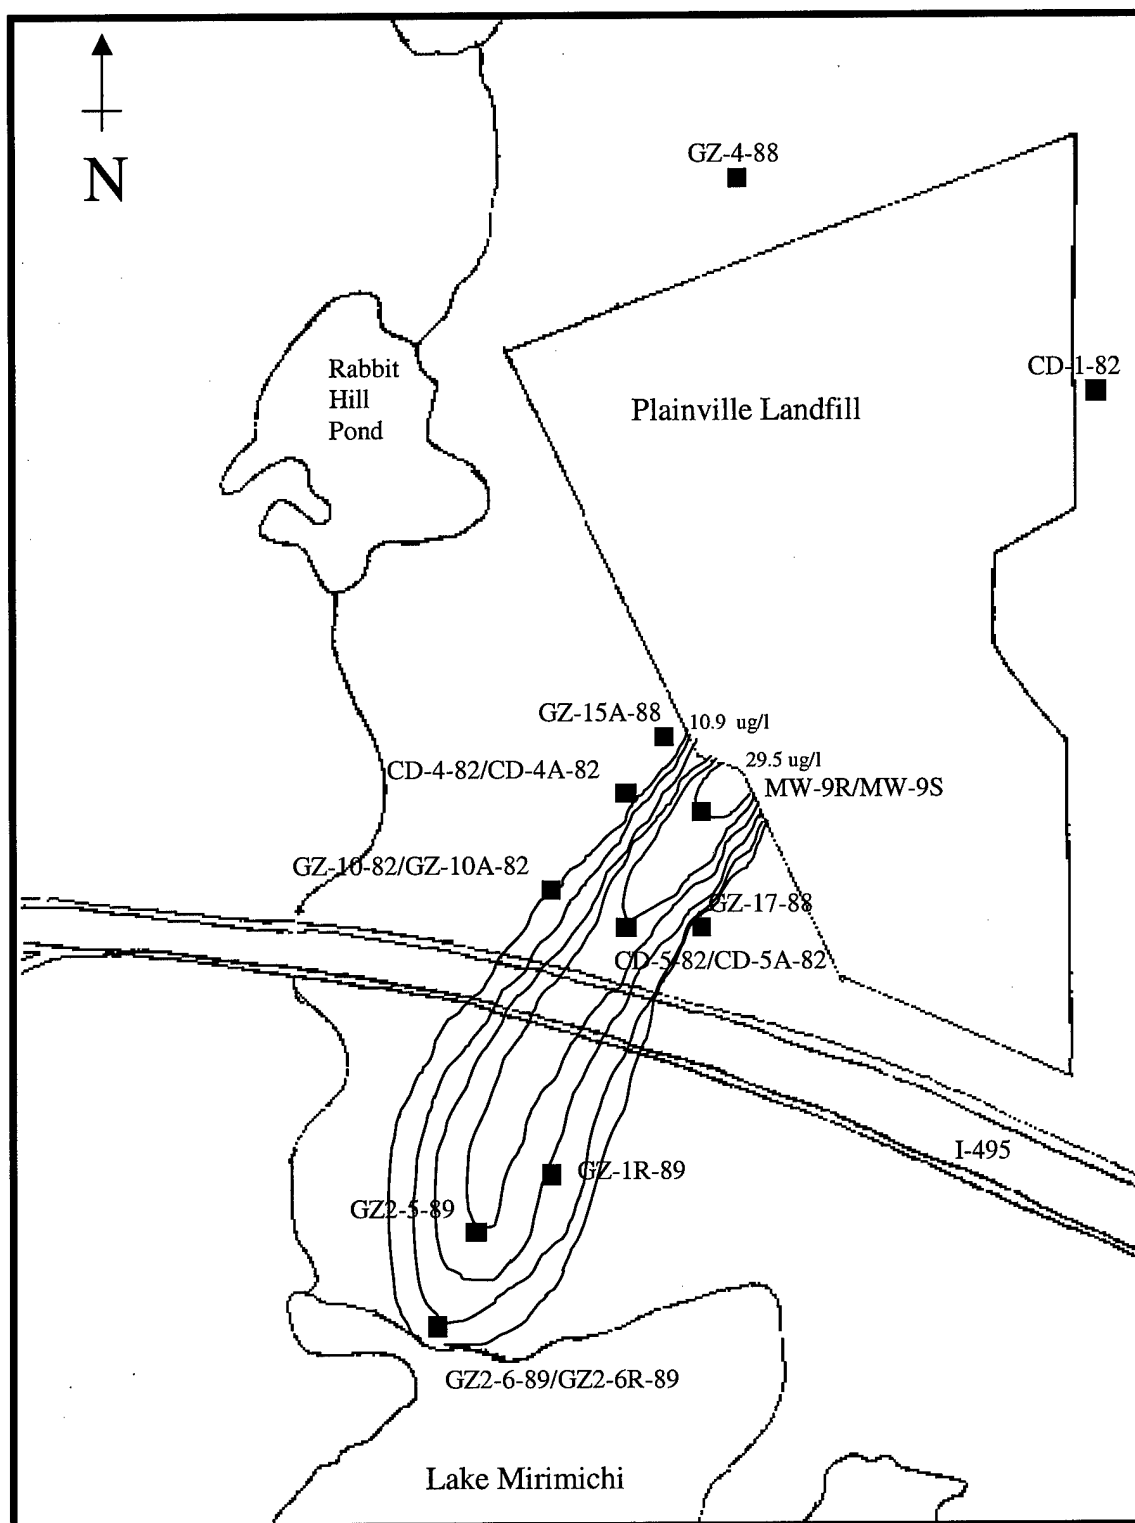 GZ-4-88
N
CD-1-82
Rabbit
Hill
Pond
Plainville Landfill
GZ-15A-88
10.9 ug/l
CD-4-82/CD-4A-82
29.5 ug/l
MW-9R/MW-9S
GZ-10-82/GZ-10A-82
GZ-17-88
CD-5-82/CD-5A-82
I-495
GZ-1R-89
GZ2-5-89
GZ2-6-89/GZ2-6R-89
Lake Mirimichi